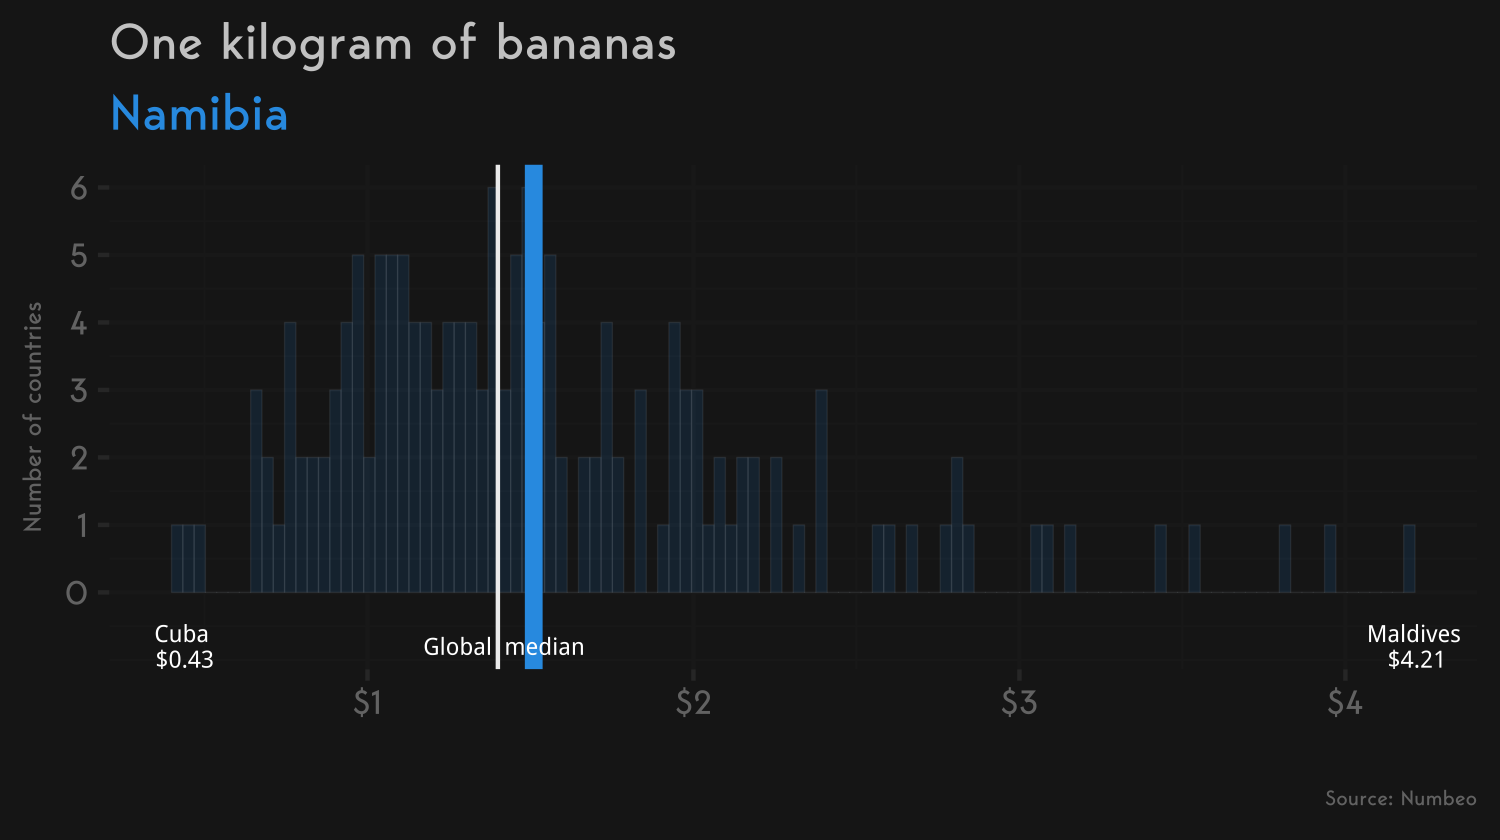 One kilogram of bananas
Namibia
Number of countries
6
5
4
3
2
1
0
Cuba
$0.43
Global median
Maldives
$4.21
$1 $2 $3 $4
Source: Numbeo